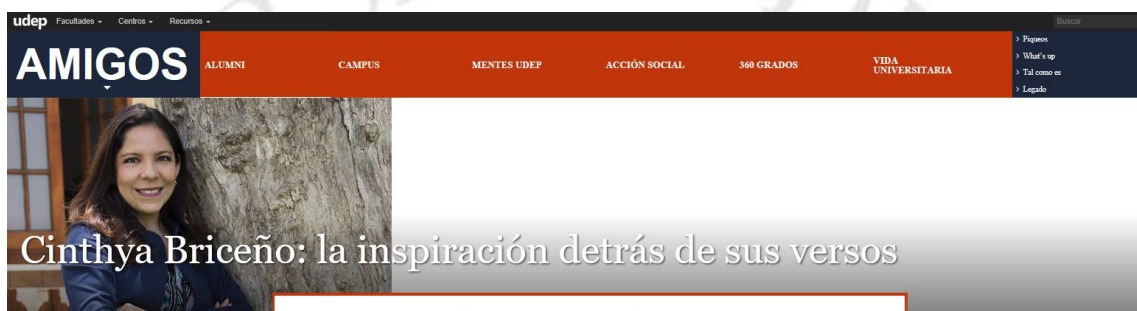 udep Facultades Centros Recursos Buscar
AMIGOS
ALUMNI
CAMPUS
MENTES UDEP
ACCIÓN SOCIAL
360 GRADOS
VIDA
UNIVERSITARIA
> Piqueos
> What's up
> Tal como es
> Legado
Cinthya Briceño: la inspiración detrás de sus versos